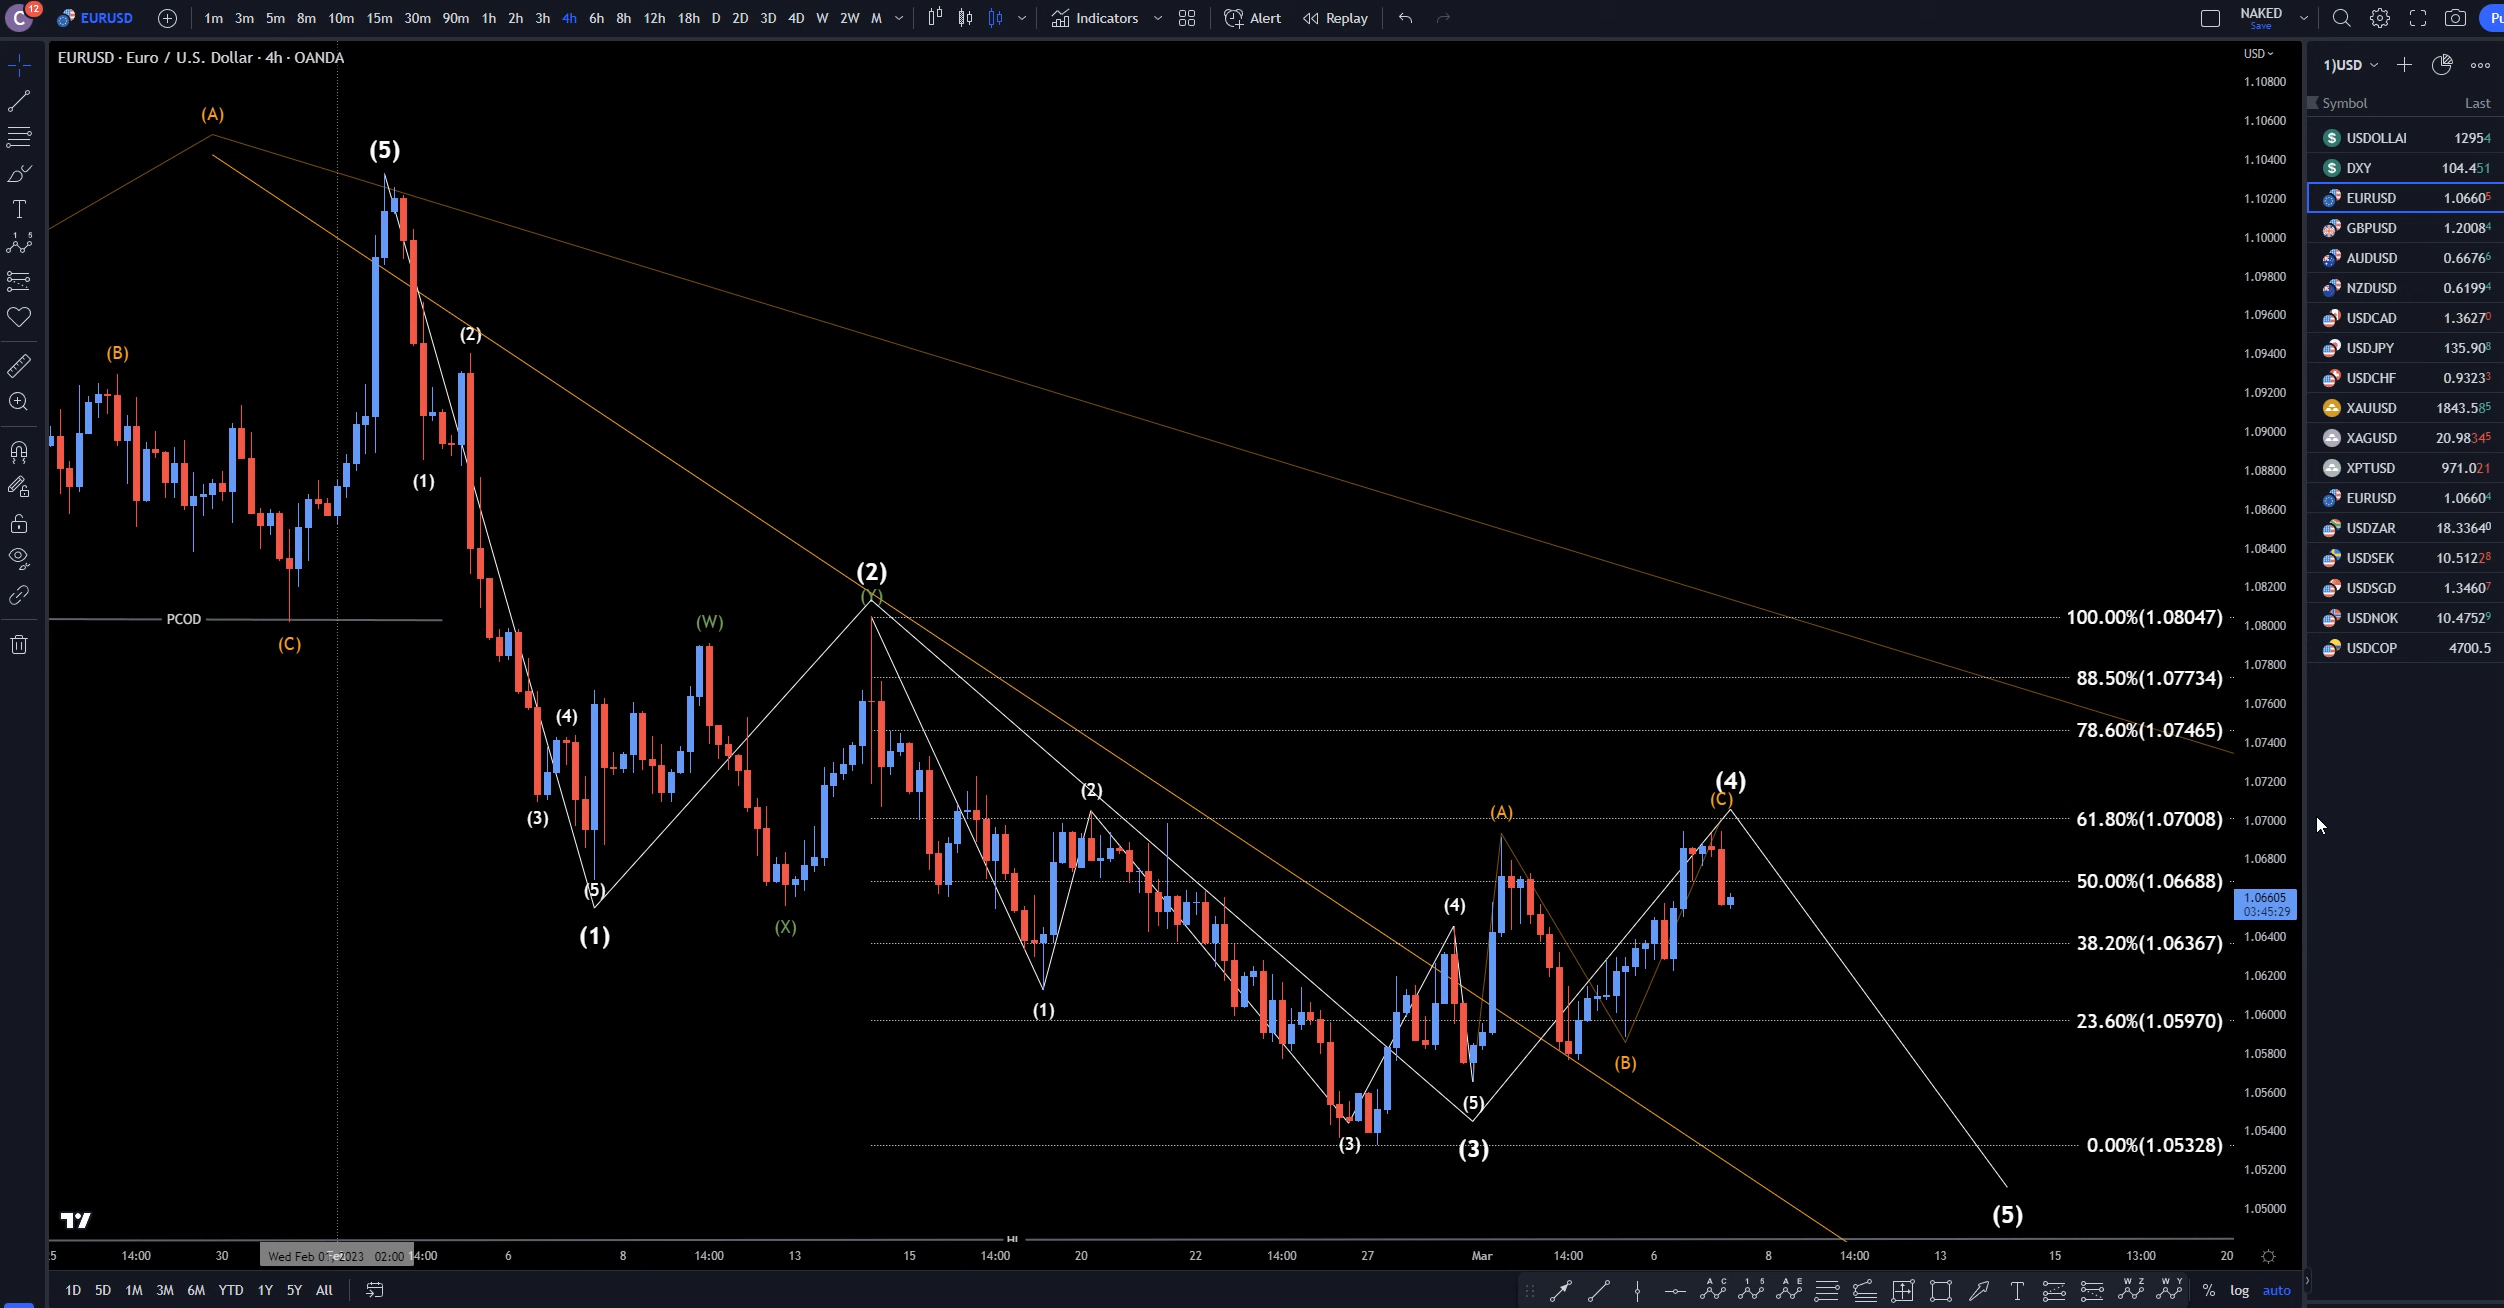 C 12 EURUSD 1m 3m 5m 8m 10m 15m 30m 90m 1h 2h 3h 4h 6h 8h 12h 18h D 2D 3D 4D W 2W M Indicators Alert Replay NAKED Save Pu
EURUSD · Euro / U.S. Dollar · 4h · OANDA
USD
1)USD
Symbol Last
USDOLLAI 12954
DXY 104.451
EURUSD 1.06605
GBPUSD 1.20084
AUDUSD 0.66766
NZDUSD 0.61994
USDCAD 1.36270
USDJPY 135.908
USDCHF 0.93233
XAUUSD 1843.585
XAGUSD 20.98345
XPTUSD 971.021
EURUSD 1.06604
USDZAR 18.33640
USDSEK 10.51228
USDSGD 1.34607
USDNOK 10.47529
USDCOP 4700.5
1.10800
1.10600
1.10400
1.10200
1.10000
1.09800
1.09600
1.09400
1.09200
1.09000
1.08800
1.08600
1.08400
1.08200
1.08000
1.07800
1.07600
1.07400
1.07200
1.07000
1.06800
1.06605
03:45:29
1.06400
1.06200
1.06000
1.05800
1.05600
1.05400
1.05200
1.05000
(A)
(5)
(2)
(B)
(1)
(2)
(Y)
PCOD
(C)
(W)
(4)
(3)
(5)
(1)
(X)
(2)
(1)
(4)
(3)
(5)
(3)
(A)
(B)
(4)
(C)
(5)
100.00%(1.08047)
88.50%(1.07734)
78.60%(1.07465)
61.80%(1.07008)
50.00%(1.06688)
38.20%(1.06367)
23.60%(1.05970)
0.00%(1.05328)
HL
5 14:00 30 Wed Feb 01, 2023 02:00 14:00 6 8 14:00 13 15 14:00 20 22 14:00 27 Mar 14:00 6 8 14:00 13 15 13:00 20
1D 5D 1M 3M 6M YTD 1Y 5Y All % log auto